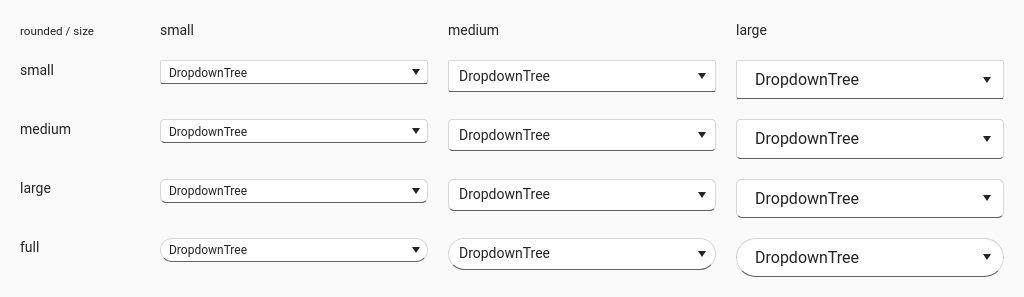 rounded / size small medium large
small DropdownTree DropdownTree DropdownTree
medium DropdownTree DropdownTree DropdownTree
large DropdownTree DropdownTree DropdownTree
full DropdownTree DropdownTree DropdownTree